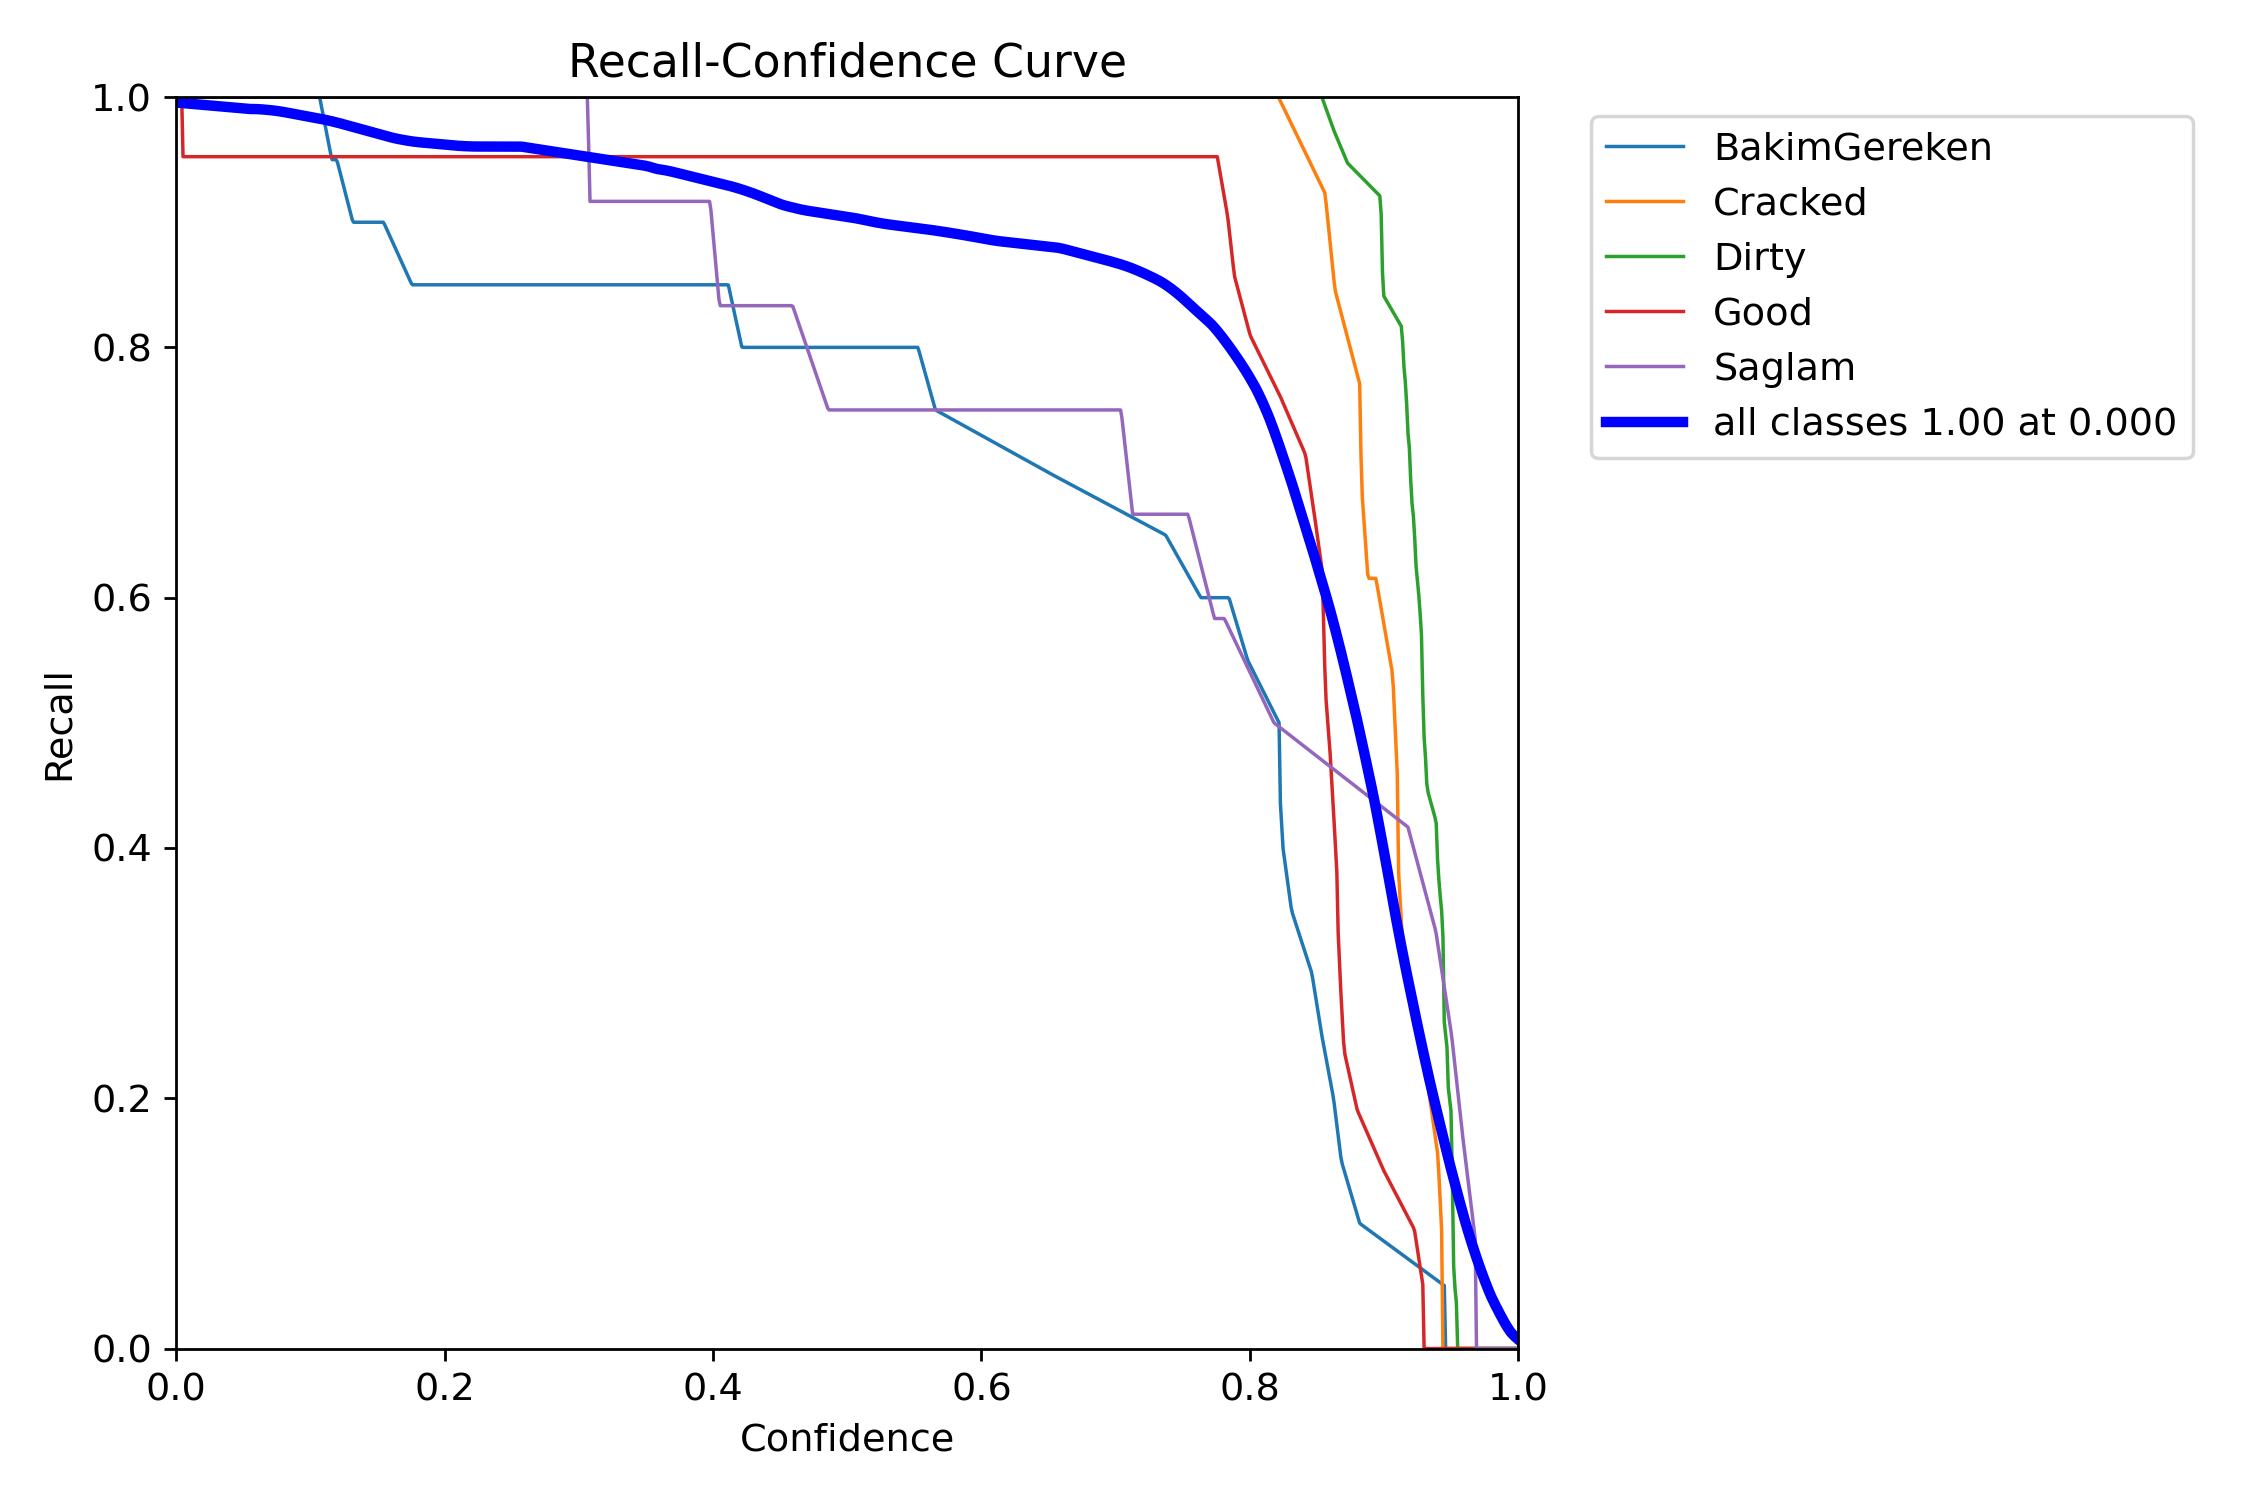 Recall-Confidence Curve
1.0
0.8
0.6
0.4
0.2
0.0
Recall
0.0 0.2 0.4 0.6 0.8 1.0
Confidence
BakimGereken
Cracked
Dirty
Good
Saglam
all classes 1.00 at 0.000